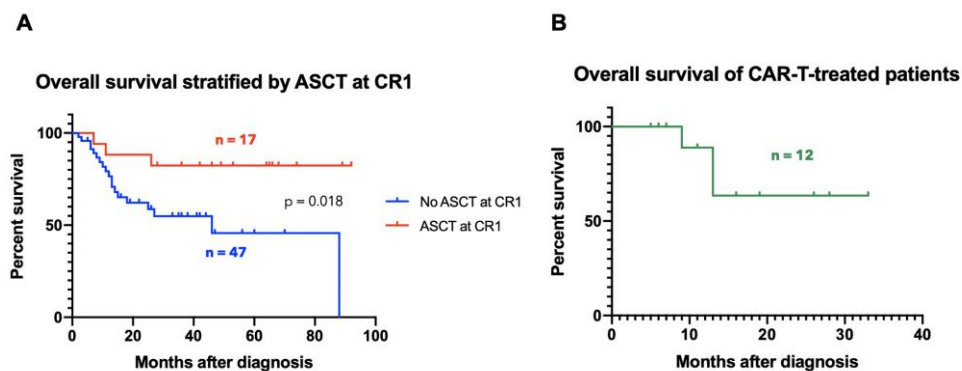 A
Overall survival stratified by ASCT at CR1
Percent survival
100
50
0
n = 17
p = 0.018
n = 47
No ASCT at CR1
ASCT at CR1
0 20 40 60 80 100
Months after diagnosis
B
Overall survival of CAR-T-treated patients
Percent survival
100
50
0
n = 12
0 10 20 30 40
Months after diagnosis